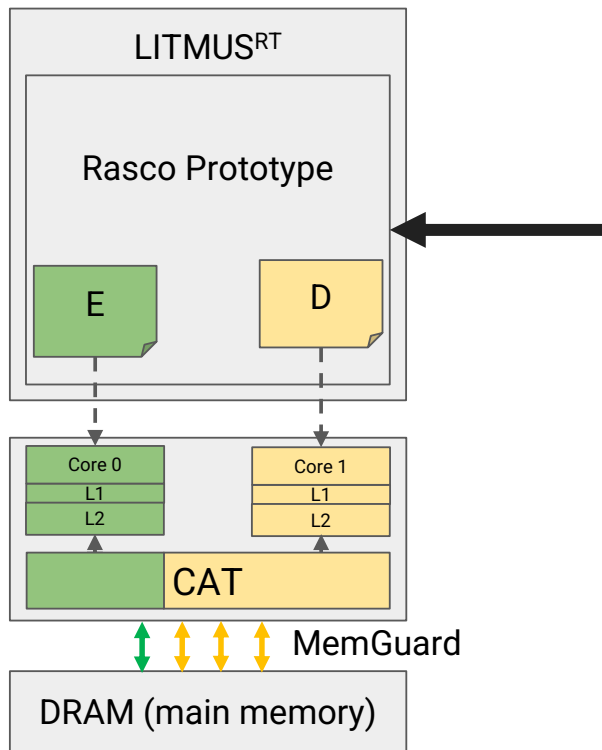 LITMUSRT
Rasco Prototype
E
D
Core 0
Core 1
L1
L1
L2
L2
CAT
MemGuard
DRAM (main memory)